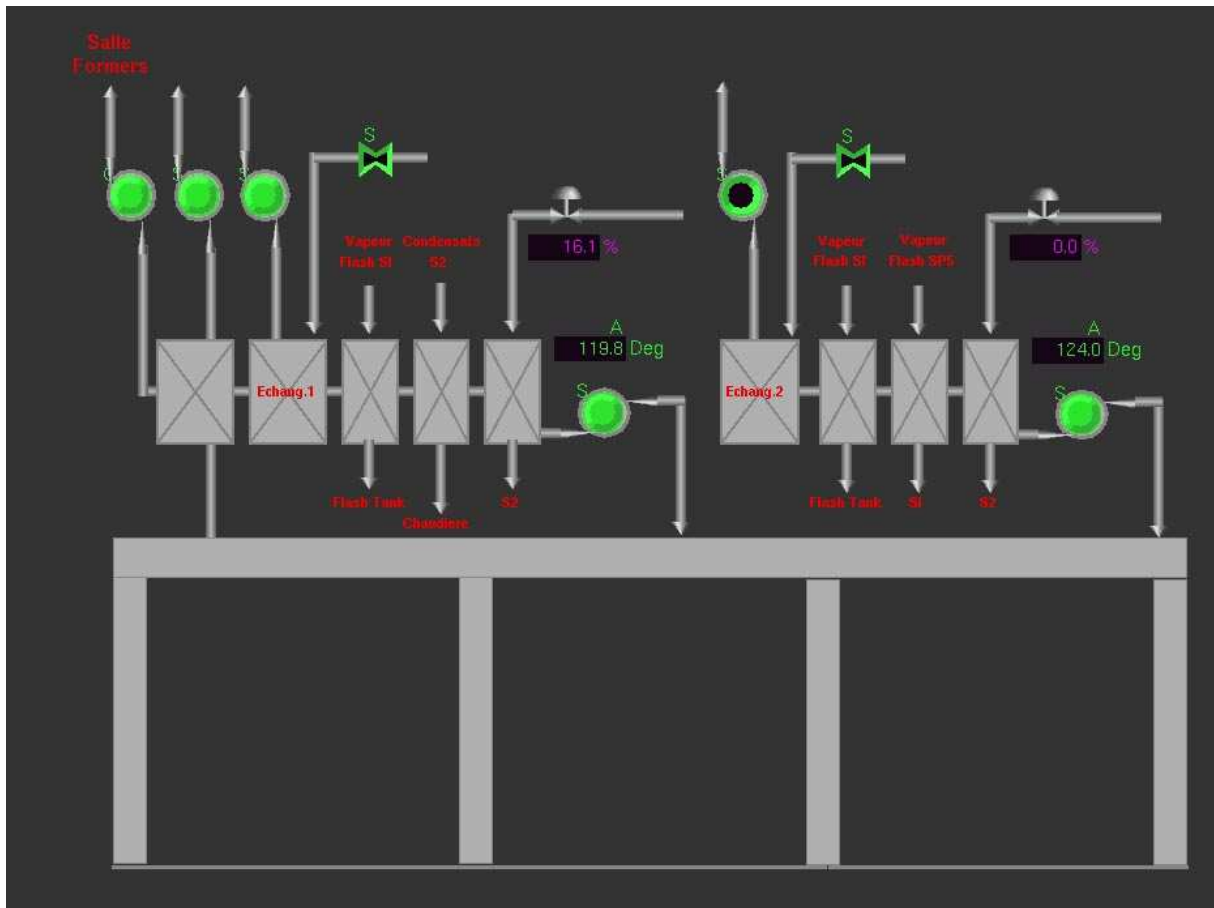 Salle
Formers
S
S
S
S
S
Vapeur
Flash SI
Condensats
S2
16.1 %
Vapeur
Flash SI
Vapeur
Flash SPS
0.0 %
A
119.8 Deg
A
124.0 Deg
Echang.1
S
Echang.2
S
Flash Tank
Chaudiere
S2
Flash Tank
SI
S2